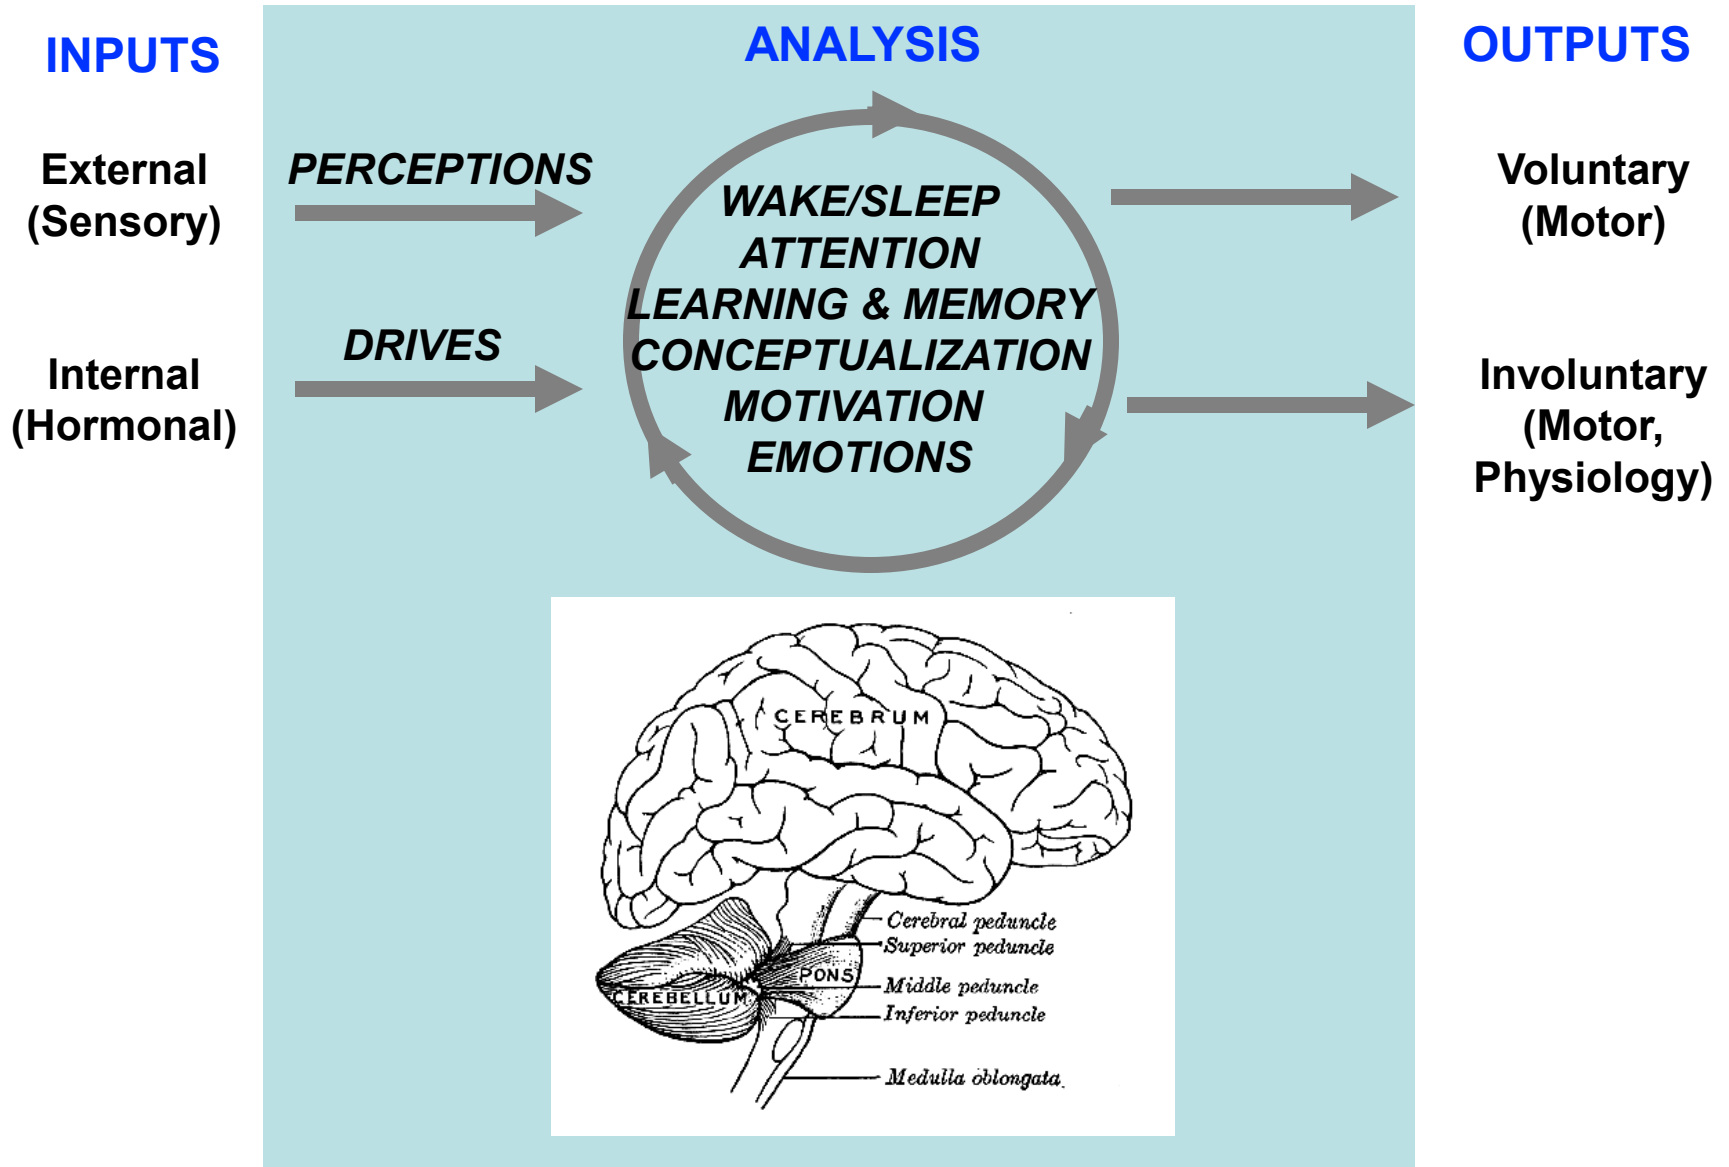 INPUTS
ANALYSIS
OUTPUTS
External
(Sensory)
PERCEPTIONS
Internal
(Hormonal)
DRIVES
WAKE/SLEEP
ATTENTION
LEARNING & MEMORY
CONCEPTUALIZATION
MOTIVATION
EMOTIONS
Voluntary
(Motor)
Involuntary
(Motor,
Physiology)
CEREBRUM
Cerebral peduncle
Superior peduncle
PONS
Middle peduncle
CEREBELLUM
Inferior peduncle
Medulla oblongata